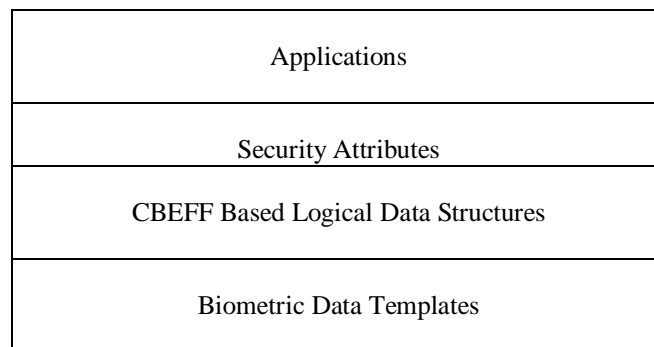 Applications
Security Attributes
CBEFF Based Logical Data Structures
Biometric Data Templates